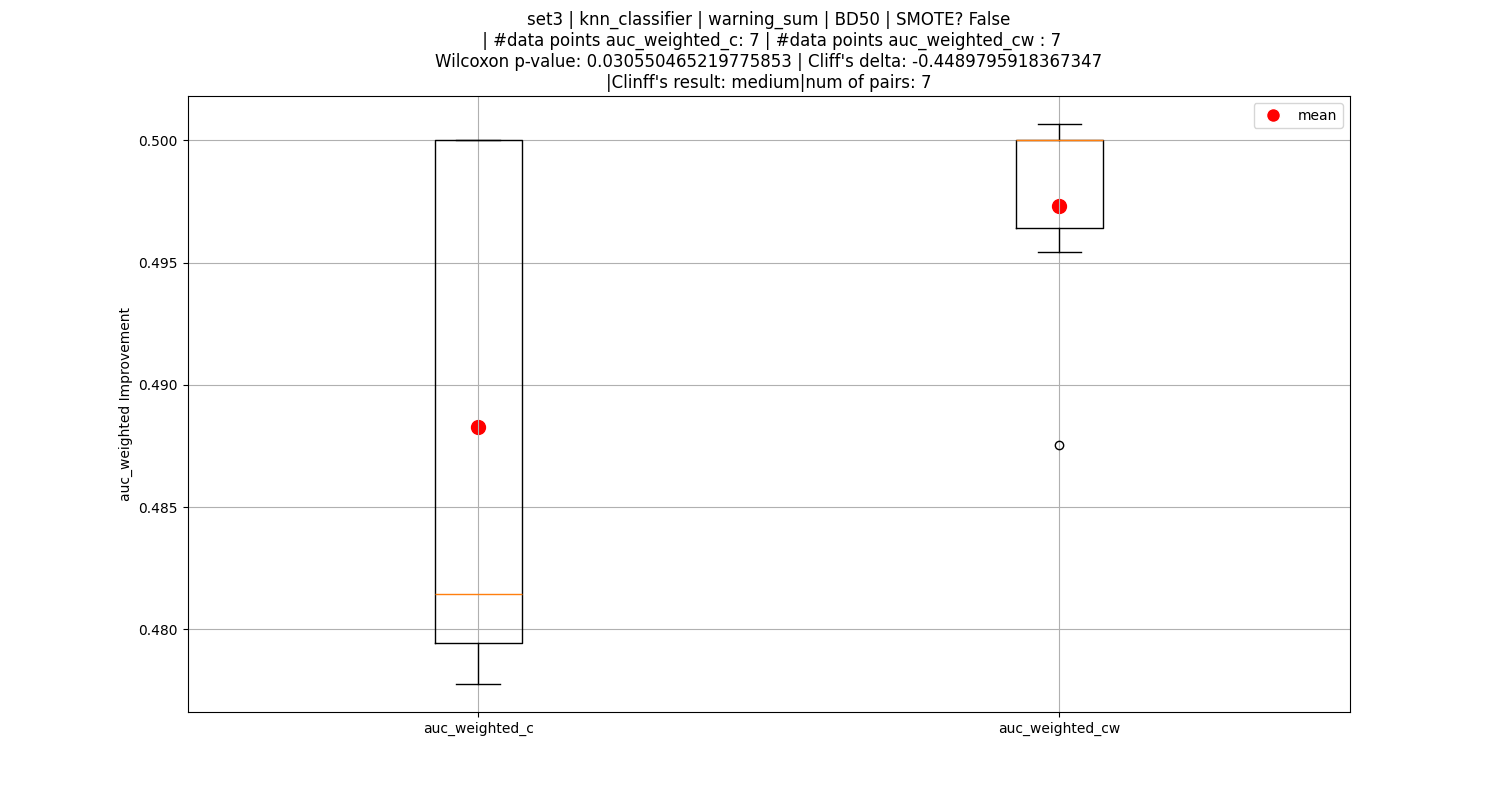 set3 | knn_classifier | warning_sum | BD50 | SMOTE? False
| #data points auc_weighted_c: 7 | #data points auc_weighted_cw : 7
Wilcoxon p-value: 0.030550465219775853 | Cliff's delta: -0.4489795918367347
|Clinff's result: medium|num of pairs: 7
mean
0.500
0.495
0.490
0.485
0.480
auc_weighted Improvement
auc_weighted_c
auc_weighted_cw